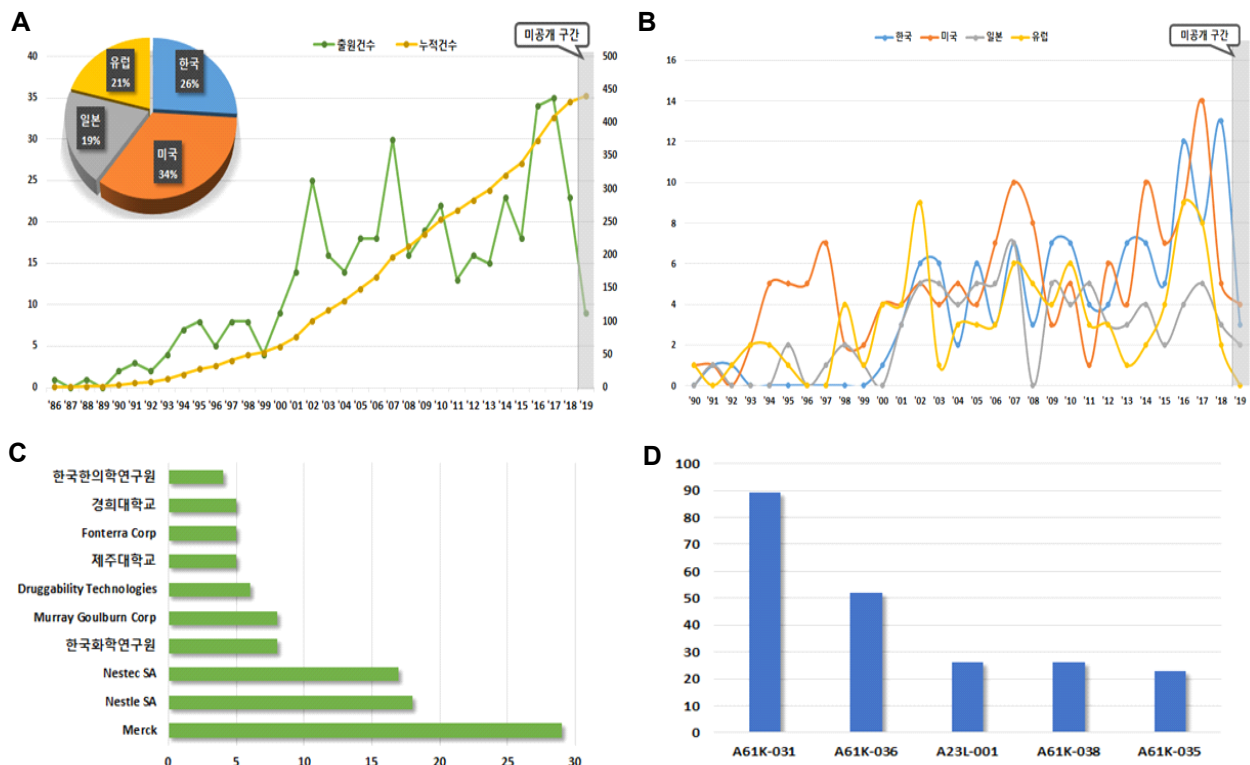 A
미공개 구간
출원건수 누적건수
40
35
30
25
20
15
10
5
0
500
450
400
350
300
250
200
150
100
50
0
유럽
21%
한국
26%
일본
19%
미국
34%
'86 '87 '88 '89 '90 '91 '92 '93 '94 '95 '96 '97 '98 '99 '00 '01 '02 '03 '04 '05 '06 '07 '08 '09 '10 '11 '12 '13 '14 '15 '16 '17 '18 '19
B
미공개 구간
한국 미국 일본 유럽
16
14
12
10
8
6
4
2
0
'90 '91 '92 '93 '94 '95 '96 '97 '98 '99 '00 '01 '02 '03 '04 '05 '06 '07 '08 '09 '10 '11 '12 '13 '14 '15 '16 '17 '18 '19
C
한국한의학연구원
경희대학교
Fonterra Corp
제주대학교
Druggability Technologies
Murray Goulburn Corp
한국화학연구원
Nestec SA
Nestle SA
Merck
0 5 10 15 20 25 30
D
100
90
80
70
60
50
40
30
20
10
0
A61K-031 A61K-036 A23L-001 A61K-038 A61K-035